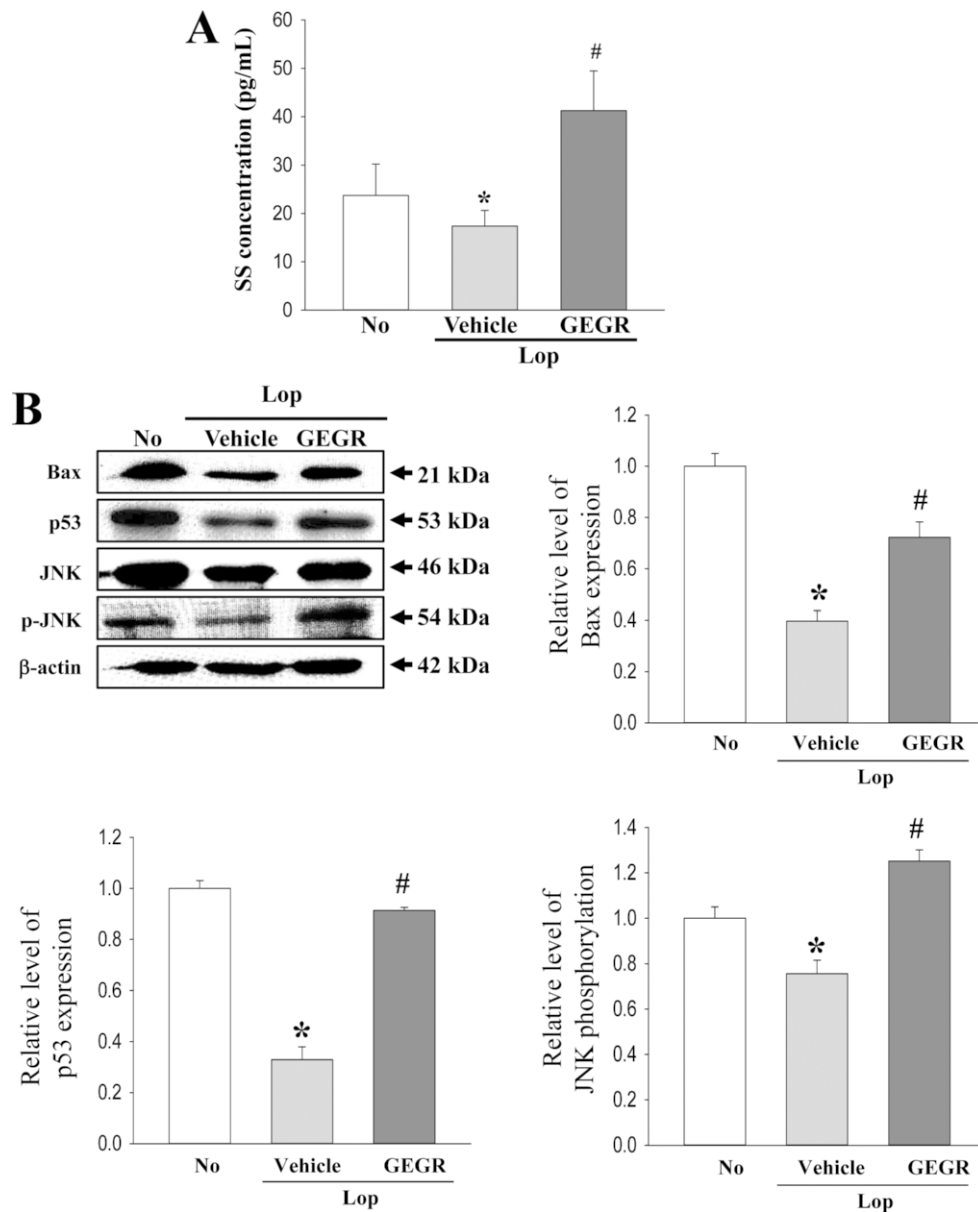 A
SS concentration (pg/mL)
60
50
40
30
20
10
0
*
#
No Vehicle GEGR
Lop
B
Lop
No Vehicle GEGR
Bax 21 kDa
p53 53 kDa
JNK 46 kDa
p-JNK 54 kDa
β-actin 42 kDa
Relative level of
Bax expression
1.2
1.0
0.8
0.6
0.4
0.2
0.0
*
#
No Vehicle GEGR
Lop
Relative level of
p53 expression
1.2
1.0
0.8
0.6
0.4
0.2
0.0
*
#
No Vehicle GEGR
Lop
Relative level of
JNK phosphorylation
1.4
1.2
1.0
0.8
0.6
0.4
0.2
0.0
*
#
No Vehicle GEGR
Lop